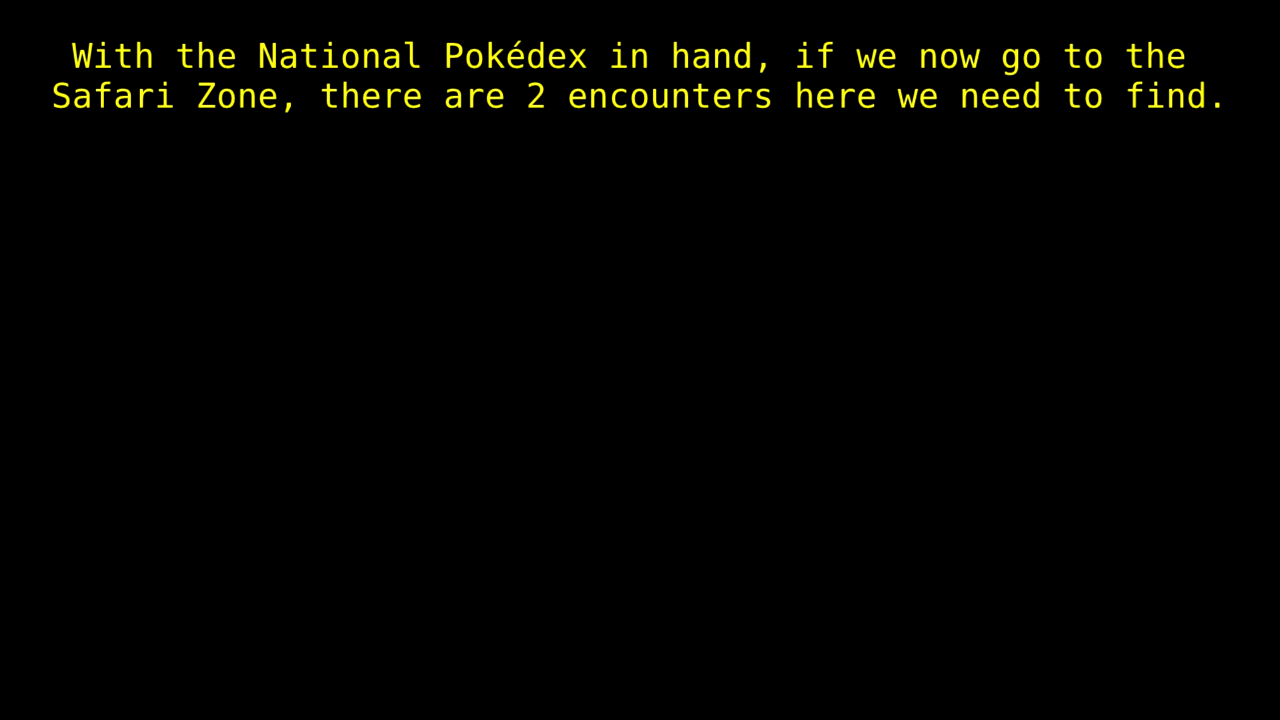 With the National Pokédex in hand, if we now go to the
Safari Zone, there are 2 encounters here we need to find.